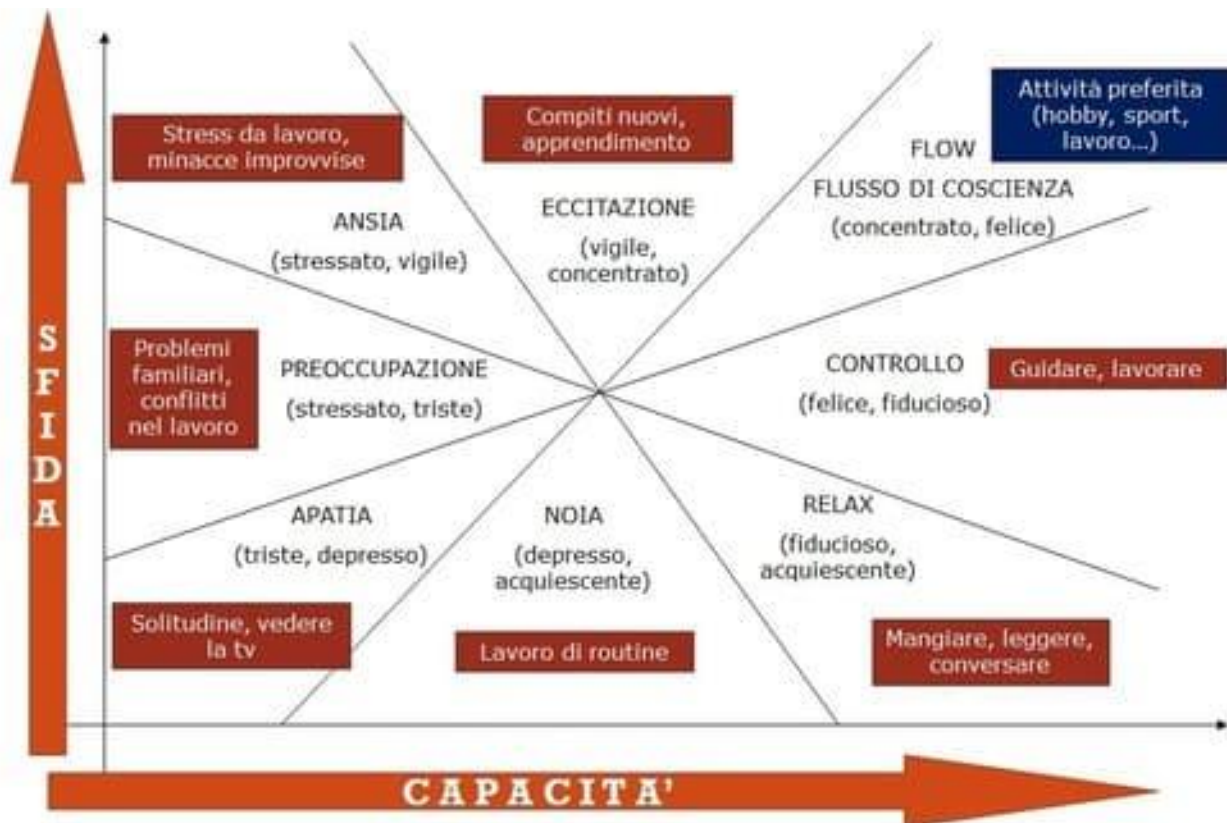 Stress da lavoro,
minacce improvvise
Compiti nuovi,
apprendimento
Attività preferita
(hobby, sport,
lavoro...)
FLOW
FLUSSO DI COSCIENZA
(concentrato, felice)
ANSIA
(stressato, vigile)
ECCITAZIONE
(vigile,
concentrato)
SFIDA
Problemi
familiari,
conflitti
nel lavoro
PREOCCUPAZIONE
(stressato, triste)
CONTROLLO
(felice, fiducioso)
Guidare, lavorare
APATIA
(triste, depresso)
NOIA
(depresso,
acquiescente)
RELAX
(fiducioso,
acquiescente)
Solitudine, vedere
la tv
Lavoro di routine
Mangiare, leggere,
conversare
CAPACITA'